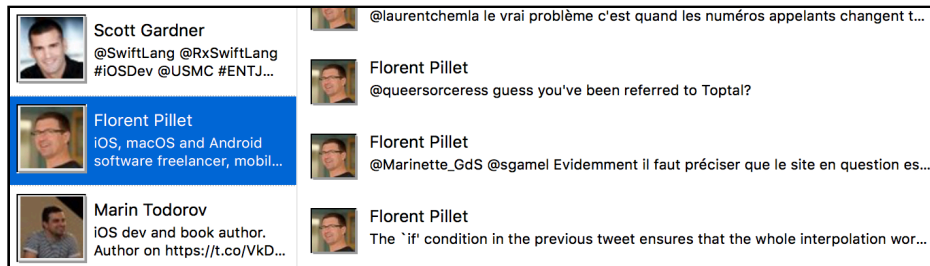 Scott Gardner
@SwiftLang @RxSwiftLang
#iOSDev @USMC #ENTJ...
Florent Pillet
iOS, macOS and Android
software freelancer, mobil...
Marin Todorov
iOS dev and book author.
Author on https://t.co/VkD...
@laurentchemla le vrai problème c'est quand les numéros appelants changent t...
Florent Pillet
@queersorceress guess you've been referred to Toptal?
Florent Pillet
@Marinette_GdS @sgamel Evidemment il faut préciser que le site en question es...
Florent Pillet
The `if' condition in the previous tweet ensures that the whole interpolation wor...